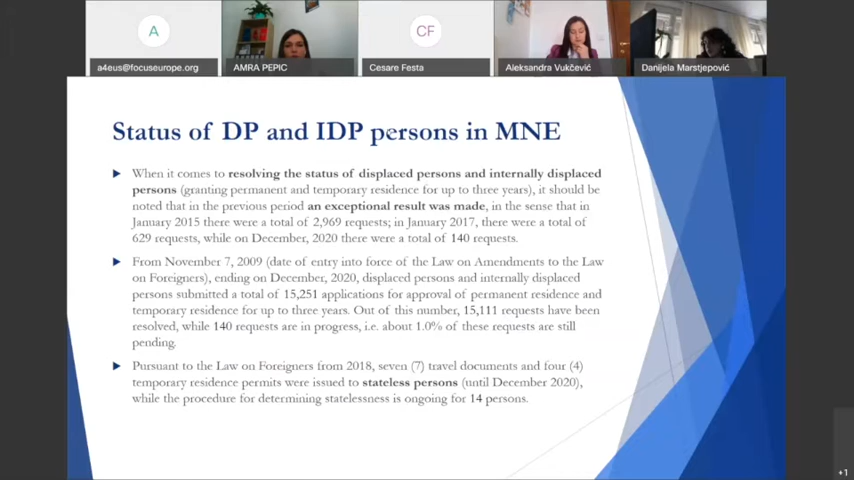 A
CF
a4eus@focuseurope.org
AMRA PEPIC
Cesare Festa
Aleksandra Vukčević
Danijela Marstjepović
Status of DP and IDP persons in MNE
When it comes to resolving the status of displaced persons and internally displaced
persons (granting permanent and temporary residence for up to three years), it should be
noted that in the previous period an exceptional result was made, in the sense that in
January 2015 there were a total of 2,969 requests; in January 2017, there were a total of
629 requests, while on December, 2020 there were a total of 140 requests.
From November 7, 2009 (date of entry into force of the Law on Amendments to the Law
on Foreigners), ending on December, 2020, displaced persons and internally displaced
persons submitted a total of 15,251 applications for approval of permanent residence and
temporary residence for up to three years. Out of this number, 15,111 requests have been
resolved, while 140 requests are in progress, i.e. about 1.0% of these requests are still
pending.
Pursuant to the Law on Foreigners from 2018, seven (7) travel documents and four (4)
temporary residence permits were issued to stateless persons (until December 2020),
while the procedure for determining statelessness is ongoing for 14 persons.
+1